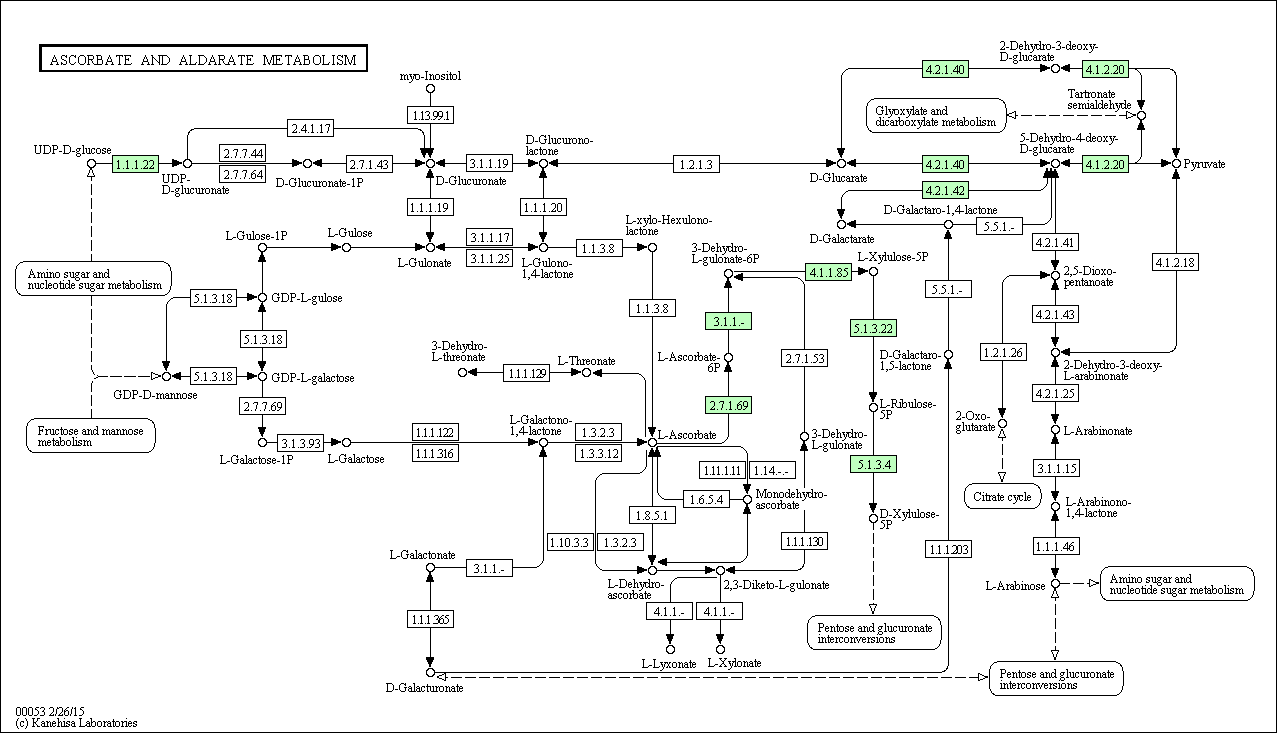 ASCORBATE AND ALDARATE METABOLISM
myo-Inositol
1.13.99.1
2-Dehydro-3-deoxy-
D-glucarate
4.2.1.40
4.1.2.20
Tartronate
semialdehyde
Glyoxylate and
dicarboxylate metabolism
UDP-D-glucose
1.1.1.22
UDP-
D-glucuronate
2.4.1.17
2.7.7.44
2.7.7.64
D-Glucuronate-1P
2.7.1.43
D-Glucuronate
3.1.1.19
D-Glucurono-
lactone
1.2.1.3
D-Glucarate
4.2.1.40
5-Dehydro-4-deoxy-
D-glucarate
4.1.2.20
Pyruvate
4.2.1.42
D-Galactarate
D-Galactaro-1,4-lactone
5.5.1.-
1.1.1.19
1.1.1.20
L-Gulose-1P
L-Gulose
L-Gulonate
3.1.1.17
3.1.1.25
L-Gulono-
1,4-lactone
1.1.3.8
L-xylo-Hexulono-
lactone
3-Dehydro-
L-gulonate-6P
4.1.1.85
L-Xylulose-5P
4.2.1.41
4.2.1.18
Amino sugar and
nucleotide sugar metabolism
5.1.3.18
GDP-L-gulose
1.1.3.8
5.5.1.-
2,5-Dioxo-
pentanoate
5.1.3.18
3.1.1.-
5.1.3.22
4.2.1.43
3-Dehydro-
L-threonate
1.1.1.129
L-Threonate
L-Ascorbate-
6P
2.7.1.53
D-Galactaro-
1,5-lactone
1.2.1.26
2-Dehydro-3-deoxy-
L-arabinonate
GDP-D-mannose
5.1.3.18
GDP-L-galactose
2.7.7.69
2.7.1.69
L-Ribulose-
5P
4.2.1.25
Fructose and mannose
metabolism
L-Galactose-1P
3.1.3.93
L-Galactose
1.1.1.122
1.1.1.316
L-Galactono-
1,4-lactone
1.3.2.3
1.3.3.12
L-Ascorbate
3-Dehydro-
L-gulonate
2-Oxo-
glutarate
L-Arabinonate
5.1.3.4
1.11.1.11
1.14.-.-
3.1.1.15
1.6.5.4
Monodehydro-
ascorbate
Citrate cycle
L-Arabinono-
1,4-lactone
1.8.5.1
D-Xylulose-
5P
1.10.3.3
1.3.2.3
1.1.1.130
1.1.1.203
1.1.1.46
L-Galactonate
3.1.1.-
L-Dehydro-
ascorbate
2,3-Diketo-L-gulonate
L-Arabinose
Amino sugar and
nucleotide sugar metabolism
1.1.1.365
4.1.1.-
4.1.1.-
Pentose and glucuronate
interconversions
L-Lyxonate
L-Xylonate
D-Galacturonate
Pentose and glucuronate
interconversions
00053 2/26/15
(c) Kanehisa Laboratories